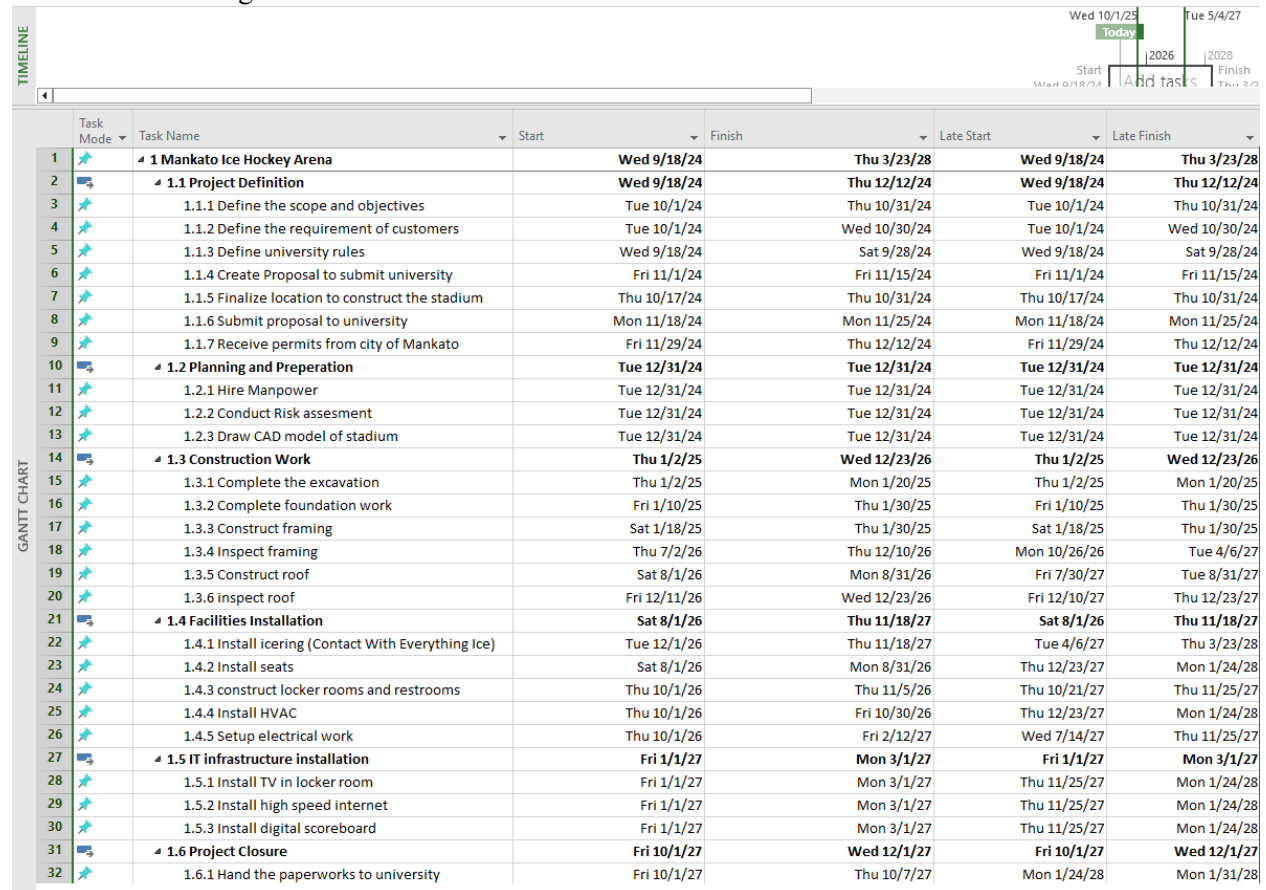 Wed 10/1/25 Tue 5/4/27
Today
2026 2028
Start Finish
Wed 9/18/24 Add tasks Thu 3/2
TIMELINE
Task Mode Task Name Start Finish Late Start Late Finish
1 1 Mankato Ice Hockey Arena Wed 9/18/24 Thu 3/23/28 Wed 9/18/24 Thu 3/23/28
2 1.1 Project Definition Wed 9/18/24 Thu 12/12/24 Wed 9/18/24 Thu 12/12/24
3 1.1.1 Define the scope and objectives Tue 10/1/24 Thu 10/31/24 Tue 10/1/24 Thu 10/31/24
4 1.1.2 Define the requirement of customers Tue 10/1/24 Wed 10/30/24 Tue 10/1/24 Wed 10/30/24
5 1.1.3 Define university rules Wed 9/18/24 Sat 9/28/24 Wed 9/18/24 Sat 9/28/24
6 1.1.4 Create Proposal to submit university Fri 11/1/24 Fri 11/15/24 Fri 11/1/24 Fri 11/15/24
7 1.1.5 Finalize location to construct the stadium Thu 10/17/24 Thu 10/31/24 Thu 10/17/24 Thu 10/31/24
8 1.1.6 Submit proposal to university Mon 11/18/24 Mon 11/25/24 Mon 11/18/24 Mon 11/25/24
9 1.1.7 Receive permits from city of Mankato Fri 11/29/24 Thu 12/12/24 Fri 11/29/24 Thu 12/12/24
10 1.2 Planning and Preperation Tue 12/31/24 Tue 12/31/24 Tue 12/31/24 Tue 12/31/24
11 1.2.1 Hire Manpower Tue 12/31/24 Tue 12/31/24 Tue 12/31/24 Tue 12/31/24
12 1.2.2 Conduct Risk assesment Tue 12/31/24 Tue 12/31/24 Tue 12/31/24 Tue 12/31/24
13 1.2.3 Draw CAD model of stadium Tue 12/31/24 Tue 12/31/24 Tue 12/31/24 Tue 12/31/24
14 1.3 Construction Work Thu 1/2/25 Wed 12/23/26 Thu 1/2/25 Wed 12/23/26
15 1.3.1 Complete the excavation Thu 1/2/25 Mon 1/20/25 Thu 1/2/25 Mon 1/20/25
16 1.3.2 Complete foundation work Fri 1/10/25 Thu 1/30/25 Fri 1/10/25 Thu 1/30/25
17 1.3.3 Construct framing Sat 1/18/25 Thu 1/30/25 Sat 1/18/25 Thu 1/30/25
18 1.3.4 Inspect framing Thu 7/2/26 Thu 12/10/26 Mon 10/26/26 Tue 4/6/27
19 1.3.5 Construct roof Sat 8/1/26 Mon 8/31/26 Fri 7/30/27 Tue 8/31/27
20 1.3.6 inspect roof Fri 12/11/26 Wed 12/23/26 Fri 12/10/27 Thu 12/23/27
21 1.4 Facilities Installation Sat 8/1/26 Thu 11/18/27 Sat 8/1/26 Thu 11/18/27
22 1.4.1 Install icering (Contact With Everything Ice) Tue 12/1/26 Thu 11/18/27 Tue 4/6/27 Thu 3/23/28
23 1.4.2 Install seats Sat 8/1/26 Mon 8/31/26 Thu 12/23/27 Mon 1/24/28
24 1.4.3 construct locker rooms and restrooms Thu 10/1/26 Thu 11/5/26 Thu 10/21/27 Thu 11/25/27
25 1.4.4 Install HVAC Thu 10/1/26 Fri 10/30/26 Thu 12/23/27 Mon 1/24/28
26 1.4.5 Setup electrical work Thu 10/1/26 Fri 2/12/27 Wed 7/14/27 Thu 11/25/27
27 1.5 IT infrastructure installation Fri 1/1/27 Mon 3/1/27 Fri 1/1/27 Mon 3/1/27
28 1.5.1 Install TV in locker room Fri 1/1/27 Mon 3/1/27 Thu 11/25/27 Mon 1/24/28
29 1.5.2 Install high speed internet Fri 1/1/27 Mon 3/1/27 Thu 11/25/27 Mon 1/24/28
30 1.5.3 Install digital scoreboard Fri 1/1/27 Mon 3/1/27 Thu 11/25/27 Mon 1/24/28
31 1.6 Project Closure Fri 10/1/27 Wed 12/1/27 Fri 10/1/27 Wed 12/1/27
32 1.6.1 Hand the paperworks to university Fri 10/1/27 Thu 10/7/27 Mon 1/24/28 Mon 1/31/28
GANTT CHART